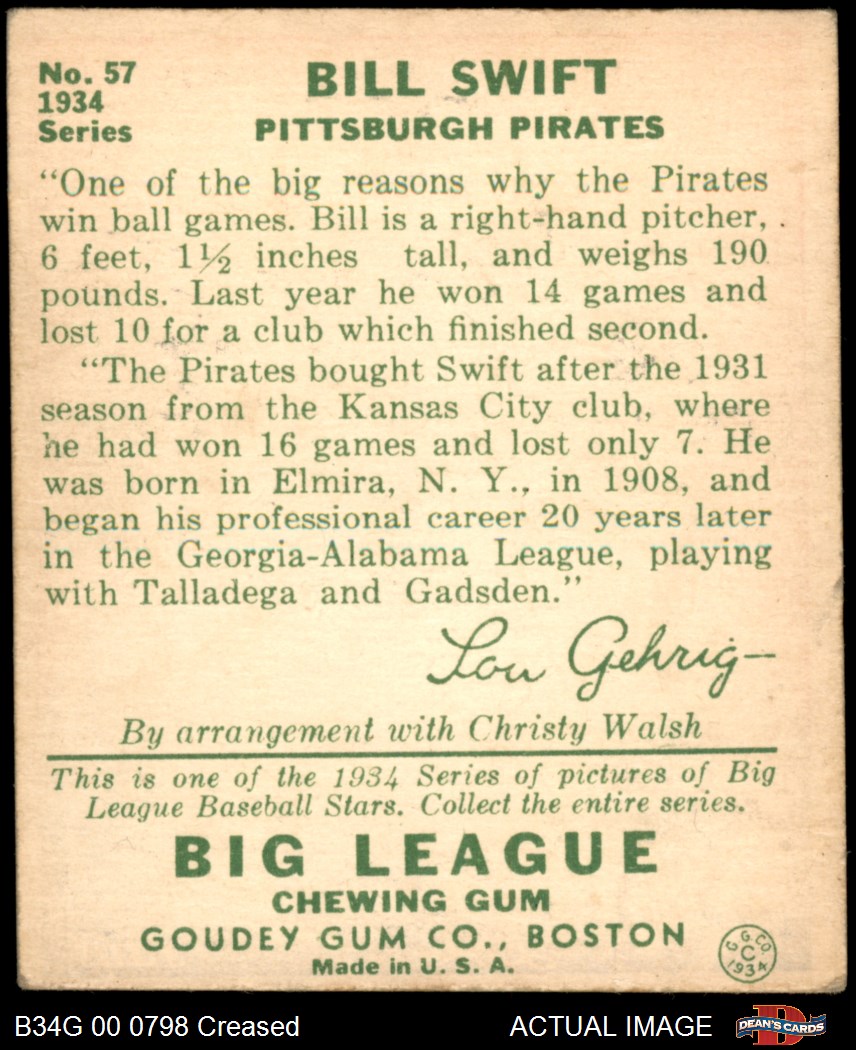 No. 57
1934
Series
BILL SWIFT
PITTSBURGH PIRATES
“One of the big reasons why the Pirates
win ball games. Bill is a right-hand pitcher,
6 feet, 1½ inches tall, and weighs 190
pounds. Last year he won 14 games and
lost 10 for a club which finished second.
“The Pirates bought Swift after the 1931
season from the Kansas City club, where
he had won 16 games and lost only 7. He
was born in Elmira, N. Y., in 1908, and
began his professional career 20 years later
in the Georgia-Alabama League, playing
with Talladega and Gadsden.”
Lou Gehrig
By arrangement with Christy Walsh
This is one of the 1934 Series of pictures of Big
League Baseball Stars. Collect the entire series.
BIG LEAGUE
CHEWING GUM
GOUDEY GUM CO., BOSTON
Made in U. S. A.
G. G. CO.
C
1934
B34G 00 0798 Creased
ACTUAL IMAGE
D
DEAN'S CARDS